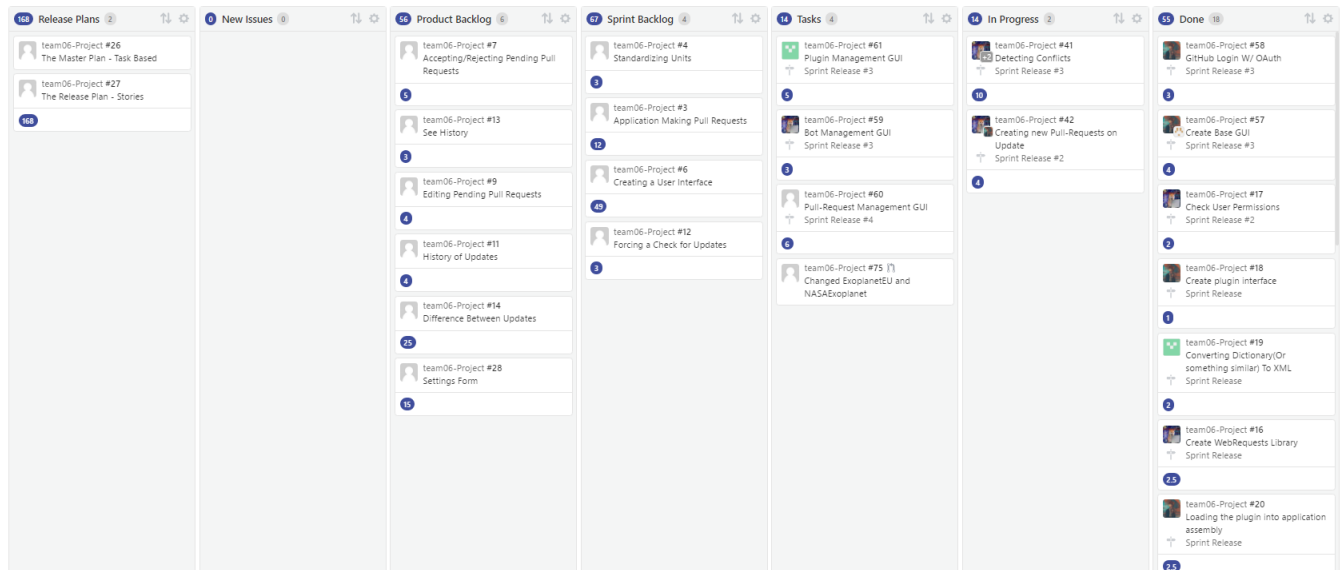 168 Release Plans 2
team06-Project #26
The Master Plan - Task Based
team06-Project #27
The Release Plan - Stories
168
0 New Issues 0
56 Product Backlog 6
team06-Project #7
Accepting/Rejecting Pending Pull
Requests
5
team06-Project #13
See History
3
team06-Project #9
Editing Pending Pull Requests
4
team06-Project #11
History of Updates
4
team06-Project #14
Difference Between Updates
25
team06-Project #28
Settings Form
15
67 Sprint Backlog 4
team06-Project #4
Standardizing Units
3
team06-Project #3
Application Making Pull Requests
12
team06-Project #6
Creating a User Interface
49
team06-Project #12
Forcing a Check for Updates
3
14 Tasks 4
team06-Project #61
Plugin Management GUI
Sprint Release #3
5
team06-Project #59
Bot Management GUI
Sprint Release #3
3
team06-Project #60
Pull-Request Management GUI
Sprint Release #4
6
team06-Project #75
Changed ExoplanetEU and
NASAExoplanet
14 In Progress 2
team06-Project #41
+2 Detecting Conflicts
Sprint Release #3
10
team06-Project #42
Creating new Pull-Requests on
Update
Sprint Release #2
4
55 Done 18
team06-Project #58
GitHub Login W/ OAuth
Sprint Release #3
3
team06-Project #57
Create Base GUI
Sprint Release #3
4
team06-Project #17
Check User Permissions
Sprint Release #2
2
team06-Project #18
Create plugin interface
Sprint Release
1
team06-Project #19
Converting Dictionary(Or
something similar) To XML
Sprint Release
2
team06-Project #16
Create WebRequests Library
Sprint Release
2.5
team06-Project #20
Loading the plugin into application
assembly
Sprint Release
2.5